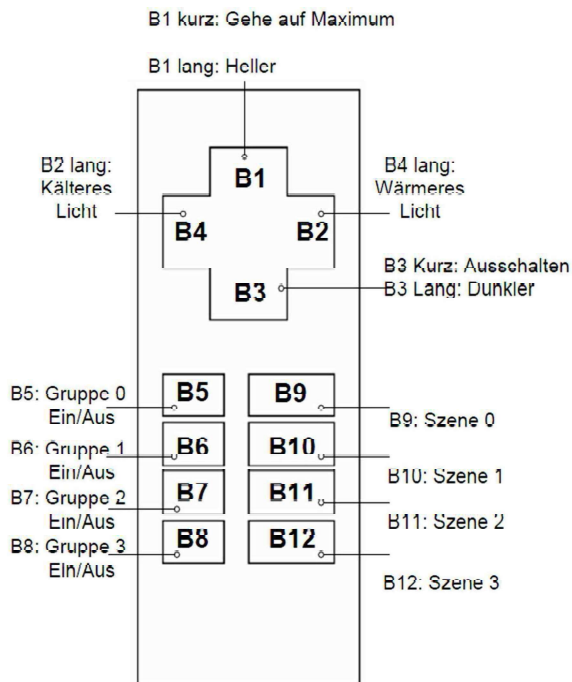 B1 kurz: Gehe auf Maximum
B1 lang: Heller
B1
B2 lang:
Kälteres
Licht
B4 lang:
Wärmeres
Licht
B4
B2
B3 Kurz: Ausschalten
B3 Lang: Dunkler
B3
B5: Gruppe 0
Ein/Aus
B5
B9
B9: Szene 0
B6: Gruppe 1
Ein/Aus
B6
B10
B10: Szene 1
B7: Gruppe 2
Ein/Aus
B7
B11
B11: Szene 2
B8: Gruppe 3
Ein/Aus
B8
B12
B12: Szene 3